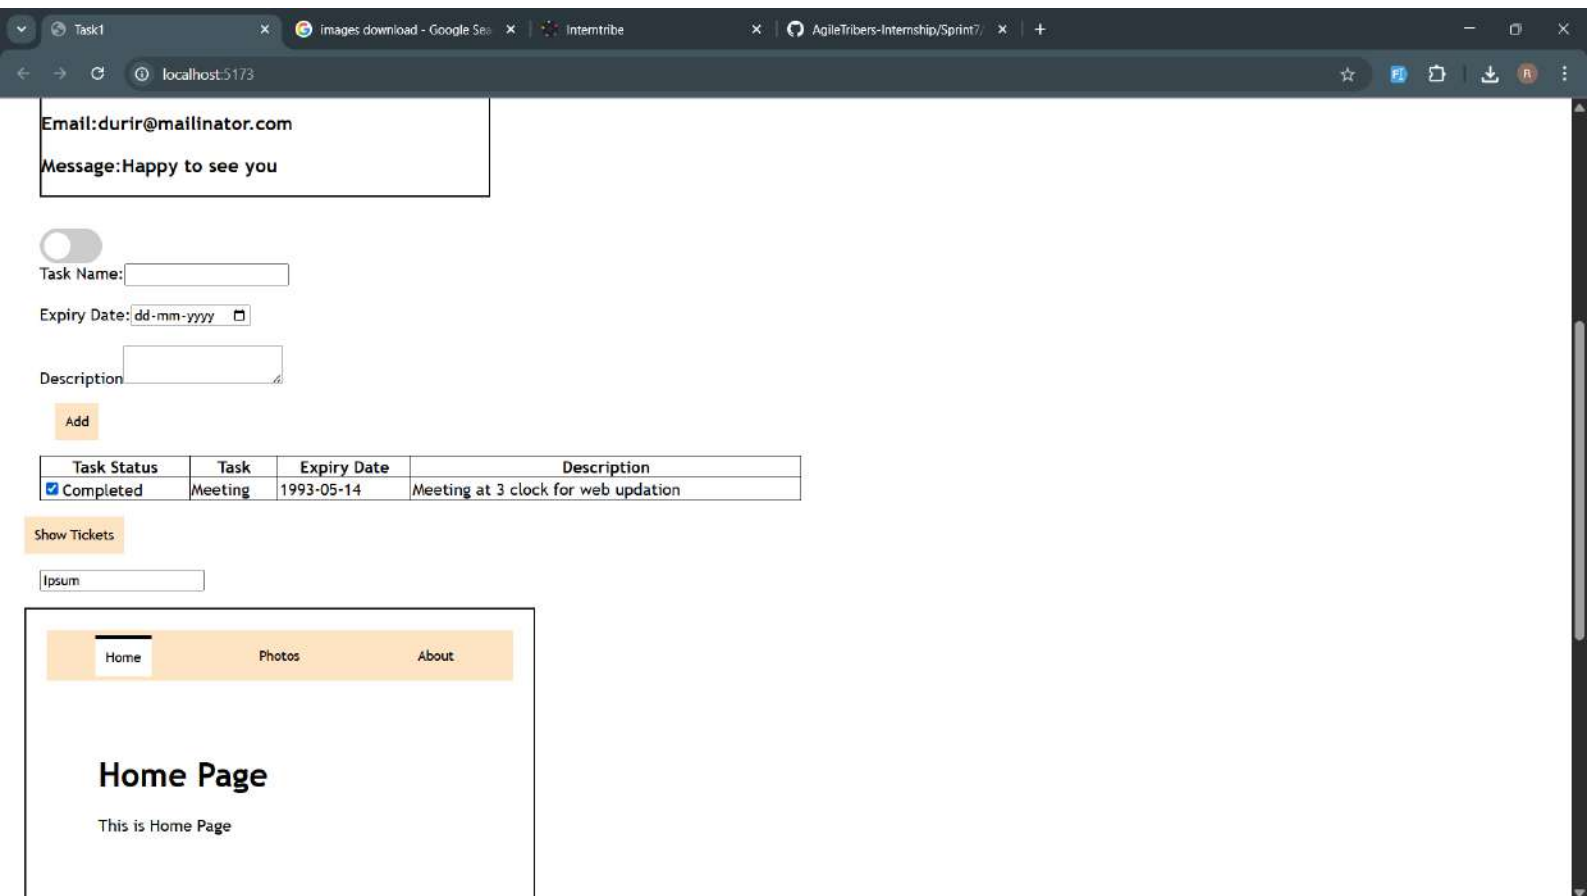 Task1 images download - Google Sea Interntribe AgileTribers-Internship/Sprint7/
localhost:5173
Email:durir@mailinator.com
Message:Happy to see you
Task Name:
Expiry Date: dd-mm-yyyy
Description
Add
Task Status Task Expiry Date Description
Completed Meeting 1993-05-14 Meeting at 3 clock for web updation
Show Tickets
Ipsum
Home Photos About
Home Page
This is Home Page